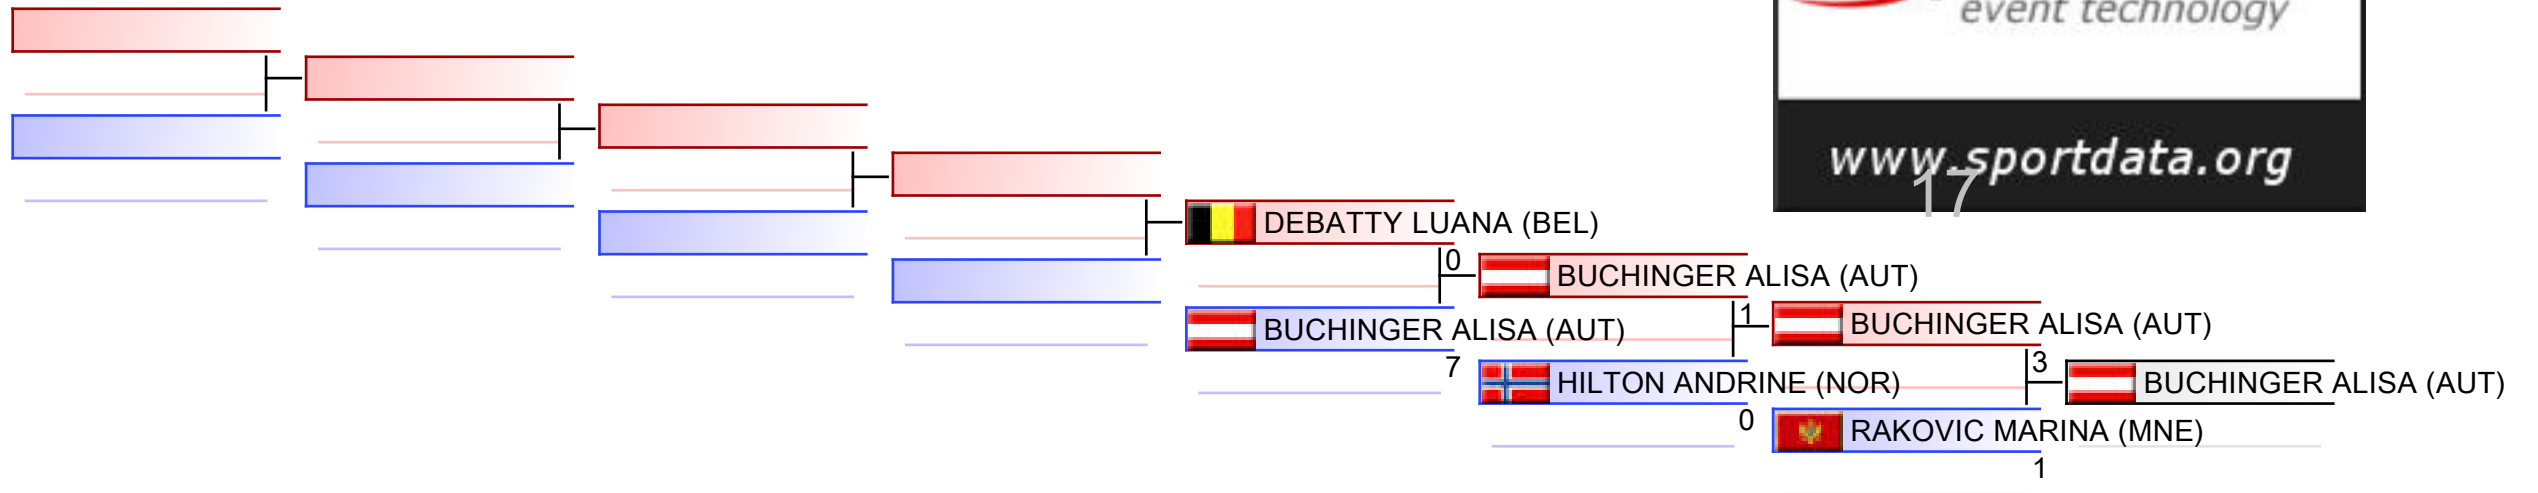 event technology
www.sportdata.org
17
DEBATTY LUANA (BEL)
0
BUCHINGER ALISA (AUT)
BUCHINGER ALISA (AUT)
7
1
BUCHINGER ALISA (AUT)
HILTON ANDRINE (NOR)
0
3
BUCHINGER ALISA (AUT)
RAKOVIC MARINA (MNE)
1